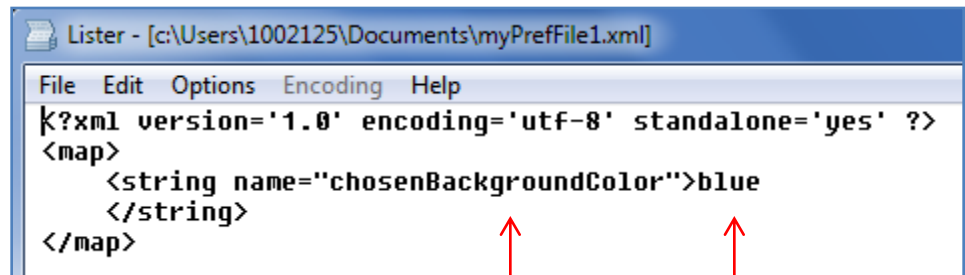 Lister - [c:\Users\1002125\Documents\myPrefFile1.xml]
File Edit Options Encoding Help
<?xml version='1.0' encoding='utf-8' standalone='yes' ?>
<map>
    <string name="chosenBackgroundColor">blue
    </string>
</map>